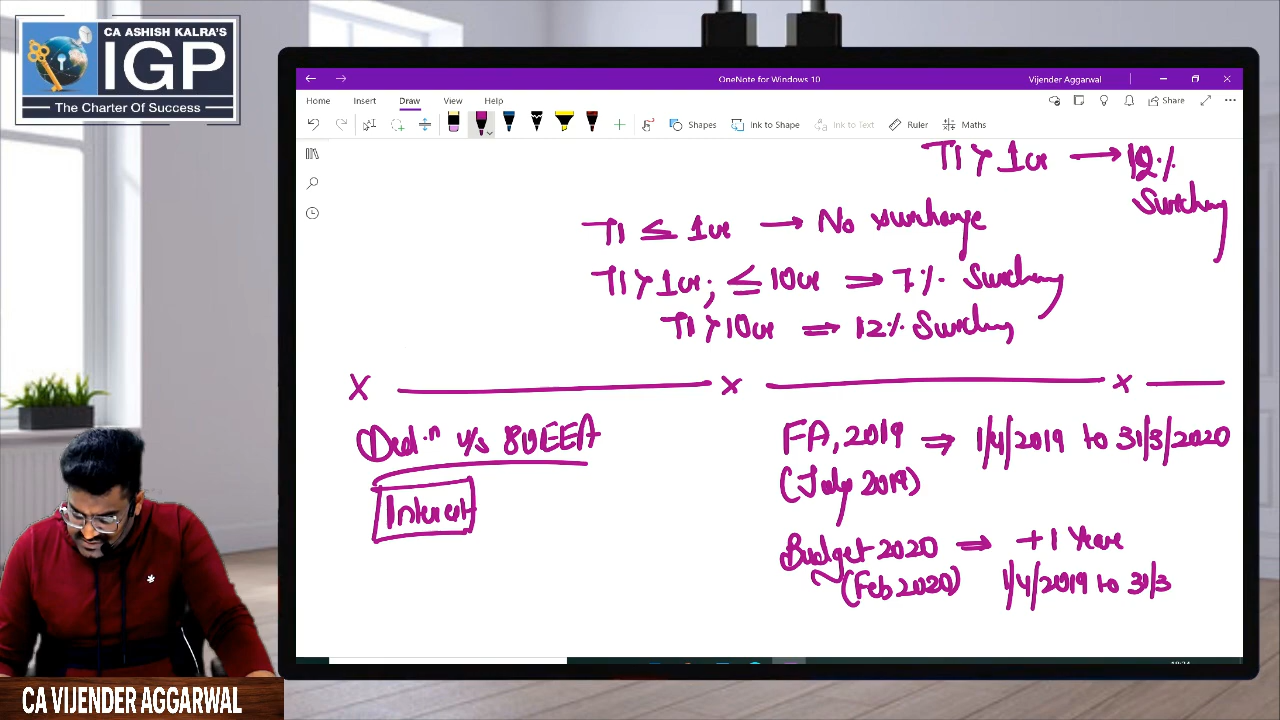 CA ASHISH KALRA'S
IGP
The Charter Of Success
OneNote for Windows 10
Vijender Aggarwal
Home Insert Draw View Help
Share
Shapes Ink to Shape Ink to Text Ruler Maths
TI > 1cr → 12%
Surcharg
TI ≤ 1cr → No surcharge
TI > 1cr; ≤ 10cr ⇒ 7% Surcharg
TI > 10cr ⇒ 12% Surcharg
X X X
Ded.n u/s 80EEA
Interest
FA, 2019 ⇒ 1/4/2019 to 31/3/2020
(July 2019)
Budget 2020 ⇒ +1 Year
(Feb 2020) 1/4/2019 to 31/3
CA VIJENDER AGGARWAL